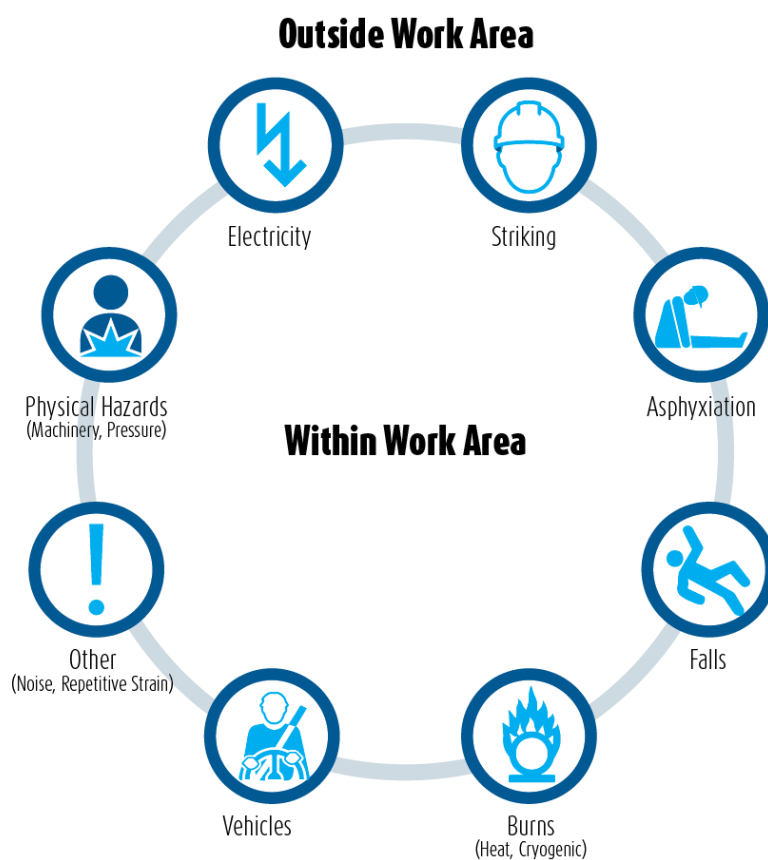 Outside Work Area
Electricity
Striking
Physical Hazards
(Machinery, Pressure)
Asphyxiation
Within Work Area
Other
(Noise, Repetitive Strain)
Falls
Vehicles
Burns
(Heat, Cryogenic)